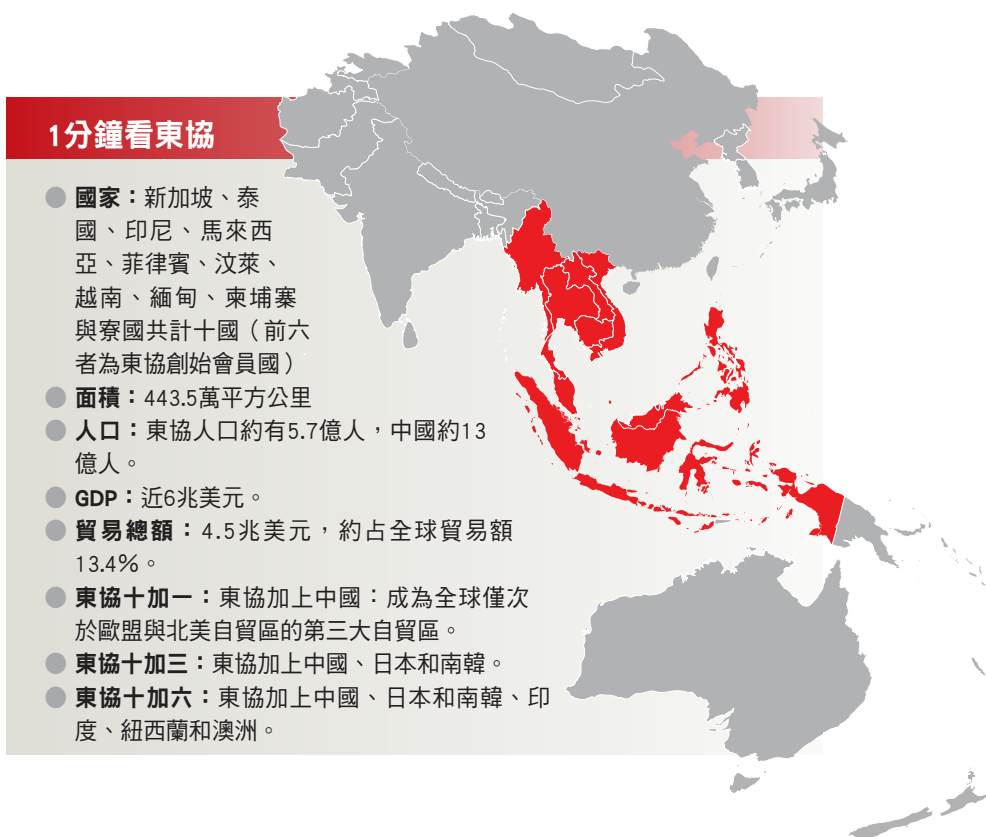 1分鐘看東協
國家：新加坡、泰
國、印尼、馬來西
亞、菲律賓、汶萊、
越南、緬甸、柬埔寨
與寮國共計十國（前六
者為東協創始會員國）
面積：443.5萬平方公里
人口：東協人口約有5.7億人，中國約13
億人。
GDP：近6兆美元。
貿易總額：4.5兆美元，約占全球貿易額
13.4%。
東協十加一：東協加上中國：成為全球僅次
於歐盟與北美自貿區的第三大自貿區。
東協十加三：東協加上中國、日本和南韓。
東協十加六：東協加上中國、日本和南韓、印
度、紐西蘭和澳洲。